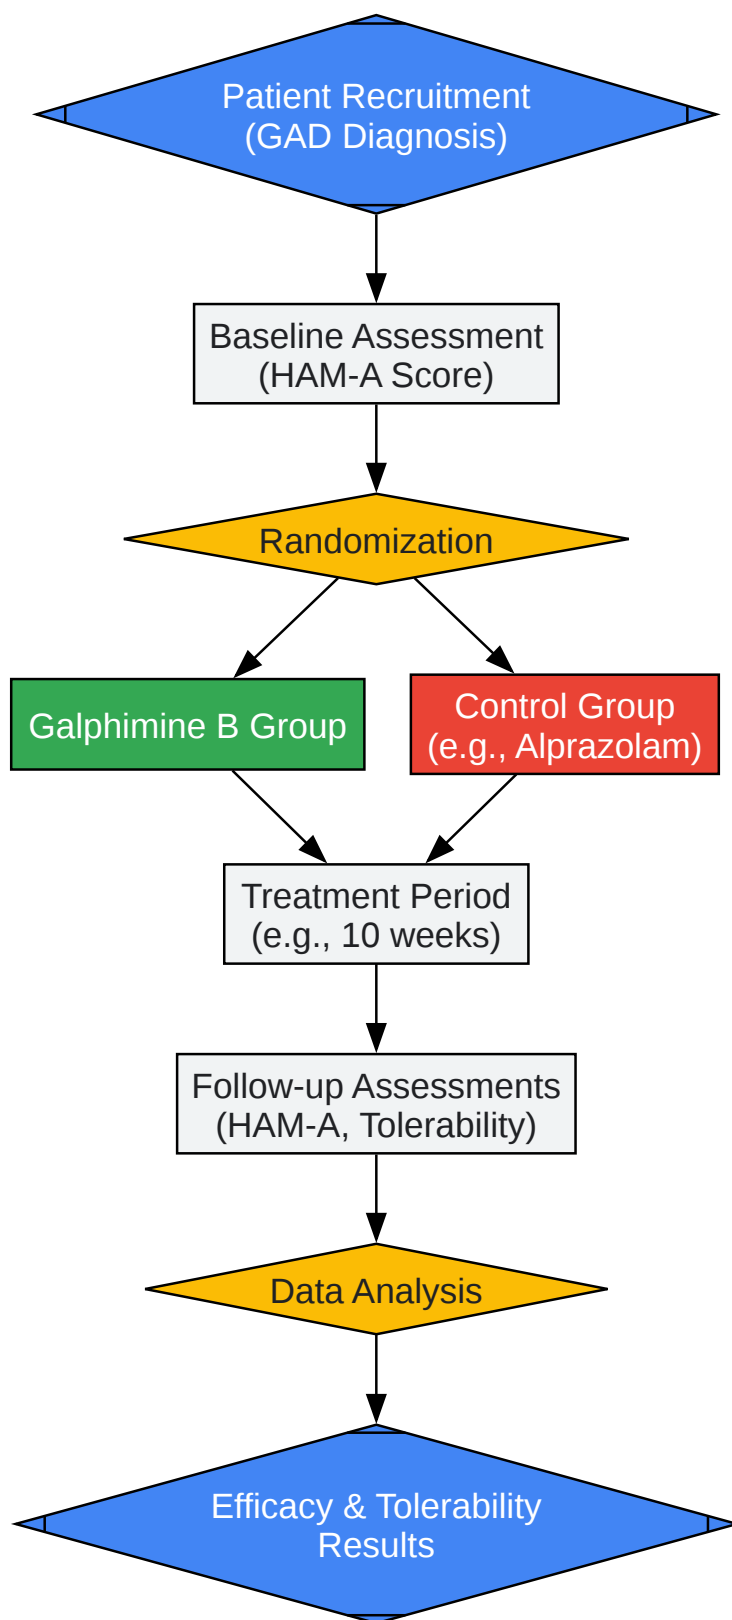 Patient Recruitment
(GAD Diagnosis)
Baseline Assessment
(HAM-A Score)
Randomization
Galphimine B Group
Control Group
(e.g., Alprazolam)
Treatment Period
(e.g., 10 weeks)
Follow-up Assessments
(HAM-A, Tolerability)
Data Analysis
Efficacy & Tolerability
Results